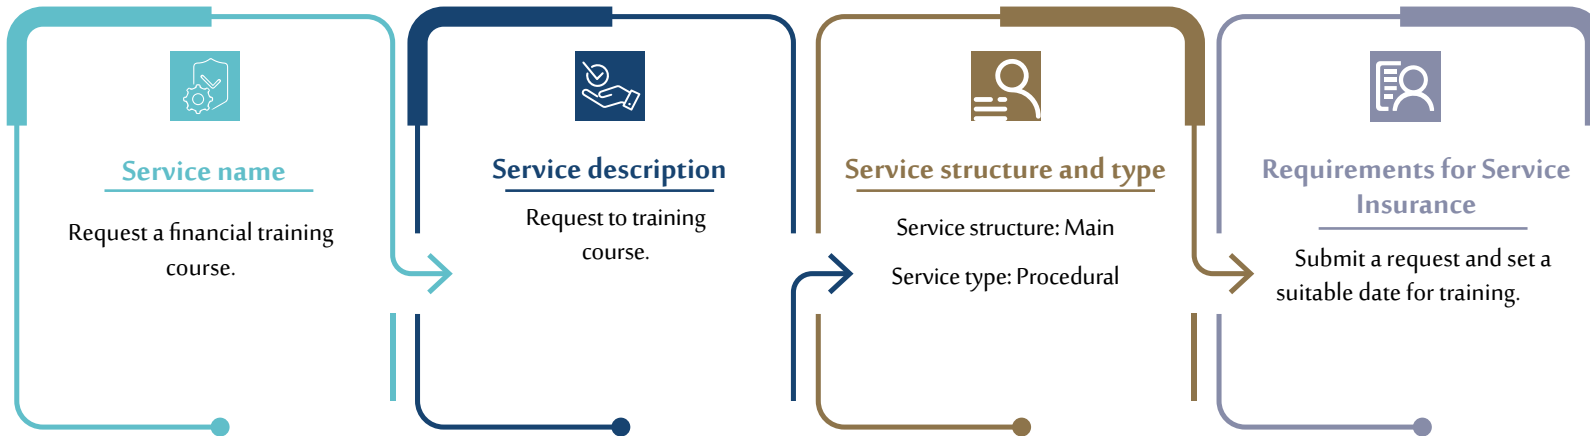 Service name
Request a financial training
course.
Service description
Request to training
course.
Service structure and type
Service structure: Main
Service type: Procedural
Requirements for Service
Insurance
Submit a request and set a
suitable date for training.